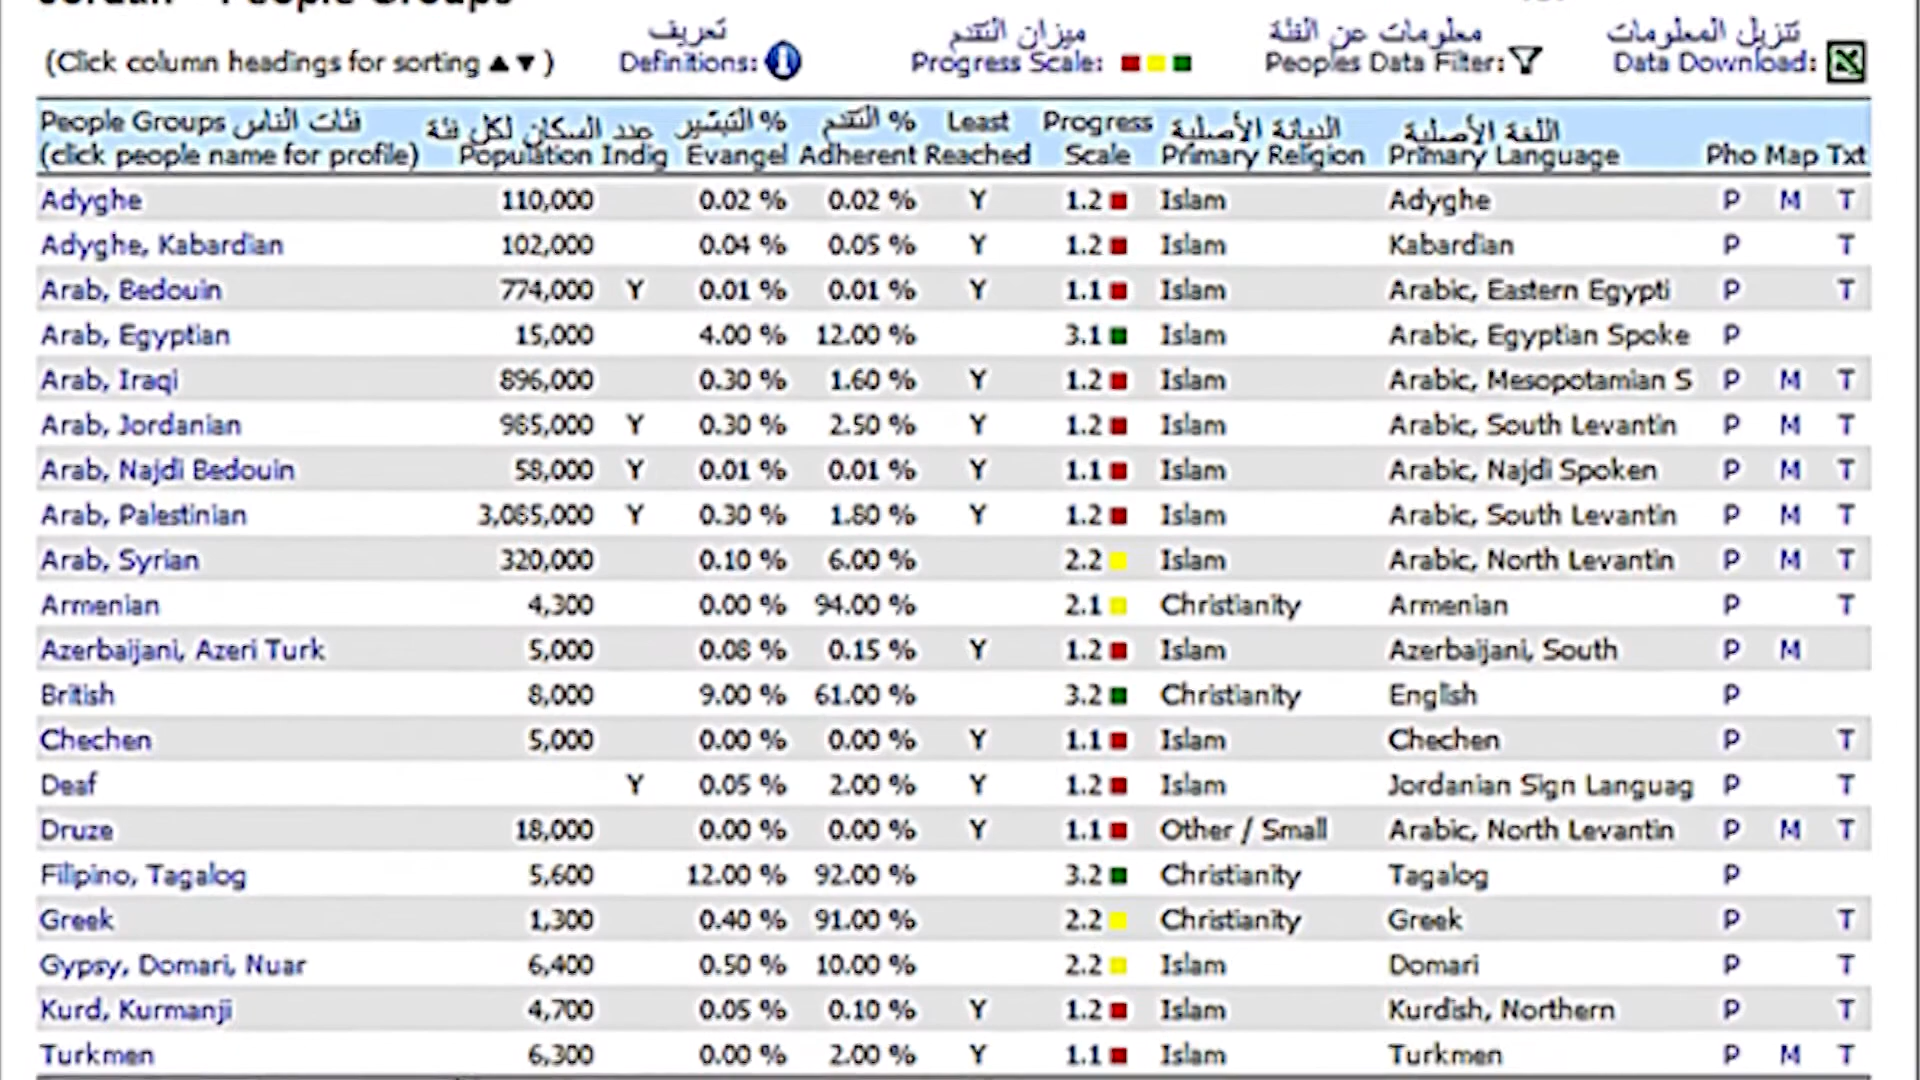 تعريف ميزان التقدم معلومات عن الفئة تنزيل المعلومات
(Click column headings for sorting ▲▼) Definitions: Progress Scale: Peoples Data Filter: Data Download:
People Groups فئات الناس عدد السكان لكل فئة % التبشير % التقدم Least Progress الديانة الأصلية اللغة الأصلية
(click people name for profile) Population Indig Evangel Adherent Reached Scale Primary Religion Primary Language Pho Map Txt
Adyghe 110,000 0.02 % 0.02 % Y 1.2 Islam Adyghe P M T
Adyghe, Kabardian 102,000 0.04 % 0.05 % Y 1.2 Islam Kabardian P T
Arab, Bedouin 774,000 Y 0.01 % 0.01 % Y 1.1 Islam Arabic, Eastern Egypti P T
Arab, Egyptian 15,000 4.00 % 12.00 % 3.1 Islam Arabic, Egyptian Spoke P
Arab, Iraqi 896,000 0.30 % 1.60 % Y 1.2 Islam Arabic, Mesopotamian S P M T
Arab, Jordanian Y 0.30 % 2.50 % Y 1.2 Islam Arabic, South Levantin P M T
Arab, Najdi Bedouin 58,000 Y 0.01 % 0.01 % Y 1.1 Islam Arabic, Najdi Spoken P M T
Arab, Palestinian Y 0.30 % 1.80 % Y 1.2 Islam Arabic, South Levantin P M T
Arab, Syrian 320,000 0.10 % 6.00 % 2.2 Islam Arabic, North Levantin P M T
Armenian 4,300 0.00 % 94.00 % 2.1 Christianity Armenian P T
Azerbaijani, Azeri Turk 5,000 0.08 % 0.15 % Y 1.2 Islam Azerbaijani, South P M
British 8,000 9.00 % 61.00 % 3.2 Christianity English P
Chechen 5,000 0.00 % 0.00 % Y 1.1 Islam Chechen P T
Deaf Y 0.05 % 2.00 % Y 1.2 Islam Jordanian Sign Languag P T
Druze 18,000 0.00 % 0.00 % Y 1.1 Other / Small Arabic, North Levantin P M T
Filipino, Tagalog 5,600 12.00 % 92.00 % 3.2 Christianity Tagalog P
Greek 1,300 0.40 % 91.00 % 2.2 Christianity Greek P T
Gypsy, Domari, Nuar 6,400 0.50 % 10.00 % 2.2 Islam Domari P T
Kurd, Kurmanji 4,700 0.05 % 0.10 % Y 1.2 Islam Kurdish, Northern P T
Turkmen 6,300 0.00 % 2.00 % Y 1.1 Islam Turkmen P M T